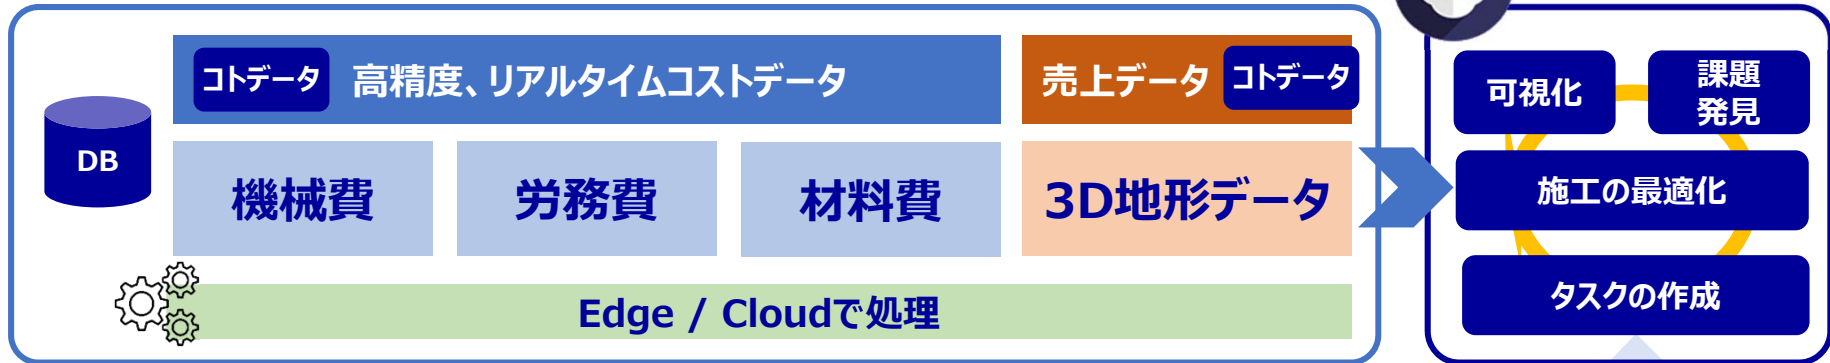 コトデータ 高精度、リアルタイムコストデータ
売上データ コトデータ
DB
機械費 労務費 材料費 3D地形データ
Edge / Cloudで処理
可視化
課題
発見
施工の最適化
タスクの作成